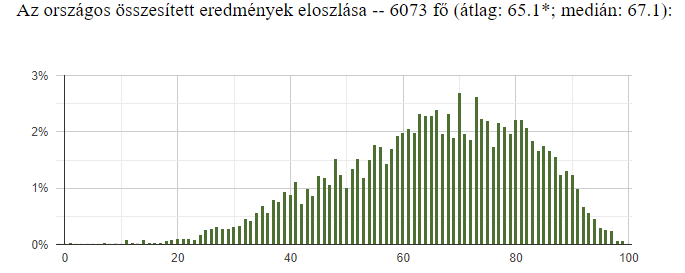 Az országos összesített eredmények eloszlása -- 6073 fő (átlag: 65.1*; medián: 67.1):
3%
2%
1%
0%
0 20 40 60 80 100